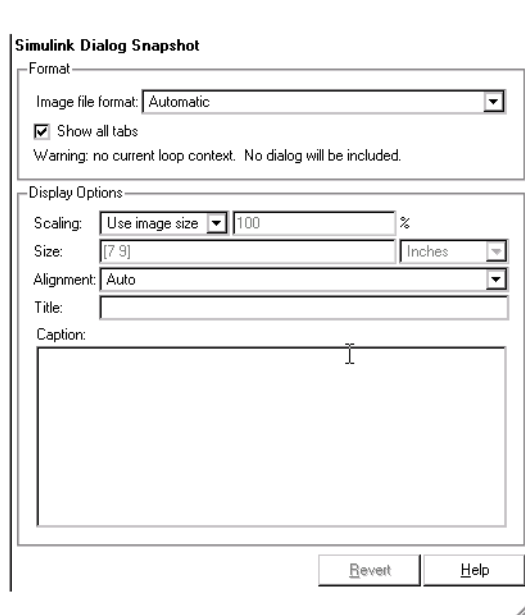 Simulink Dialog Snapshot
Format
Image file format: Automatic
Show all tabs
Warning: no current loop context. No dialog will be included.
Display Options
Scaling: Use image size 100 %
Size: [7 9] Inches
Alignment: Auto
Title:
Caption:
Revert Help